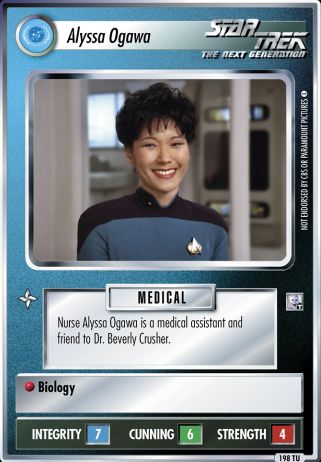 Alyssa Ogawa
STAR TREK
THE NEXT GENERATION
NOT ENDORSED BY CBS OR PARAMOUNT PICTURES
MEDICAL
Nurse Alyssa Ogawa is a medical assistant and
friend to Dr. Beverly Crusher.
Biology
INTEGRITY 7 CUNNING 6 STRENGTH 4
198 TU